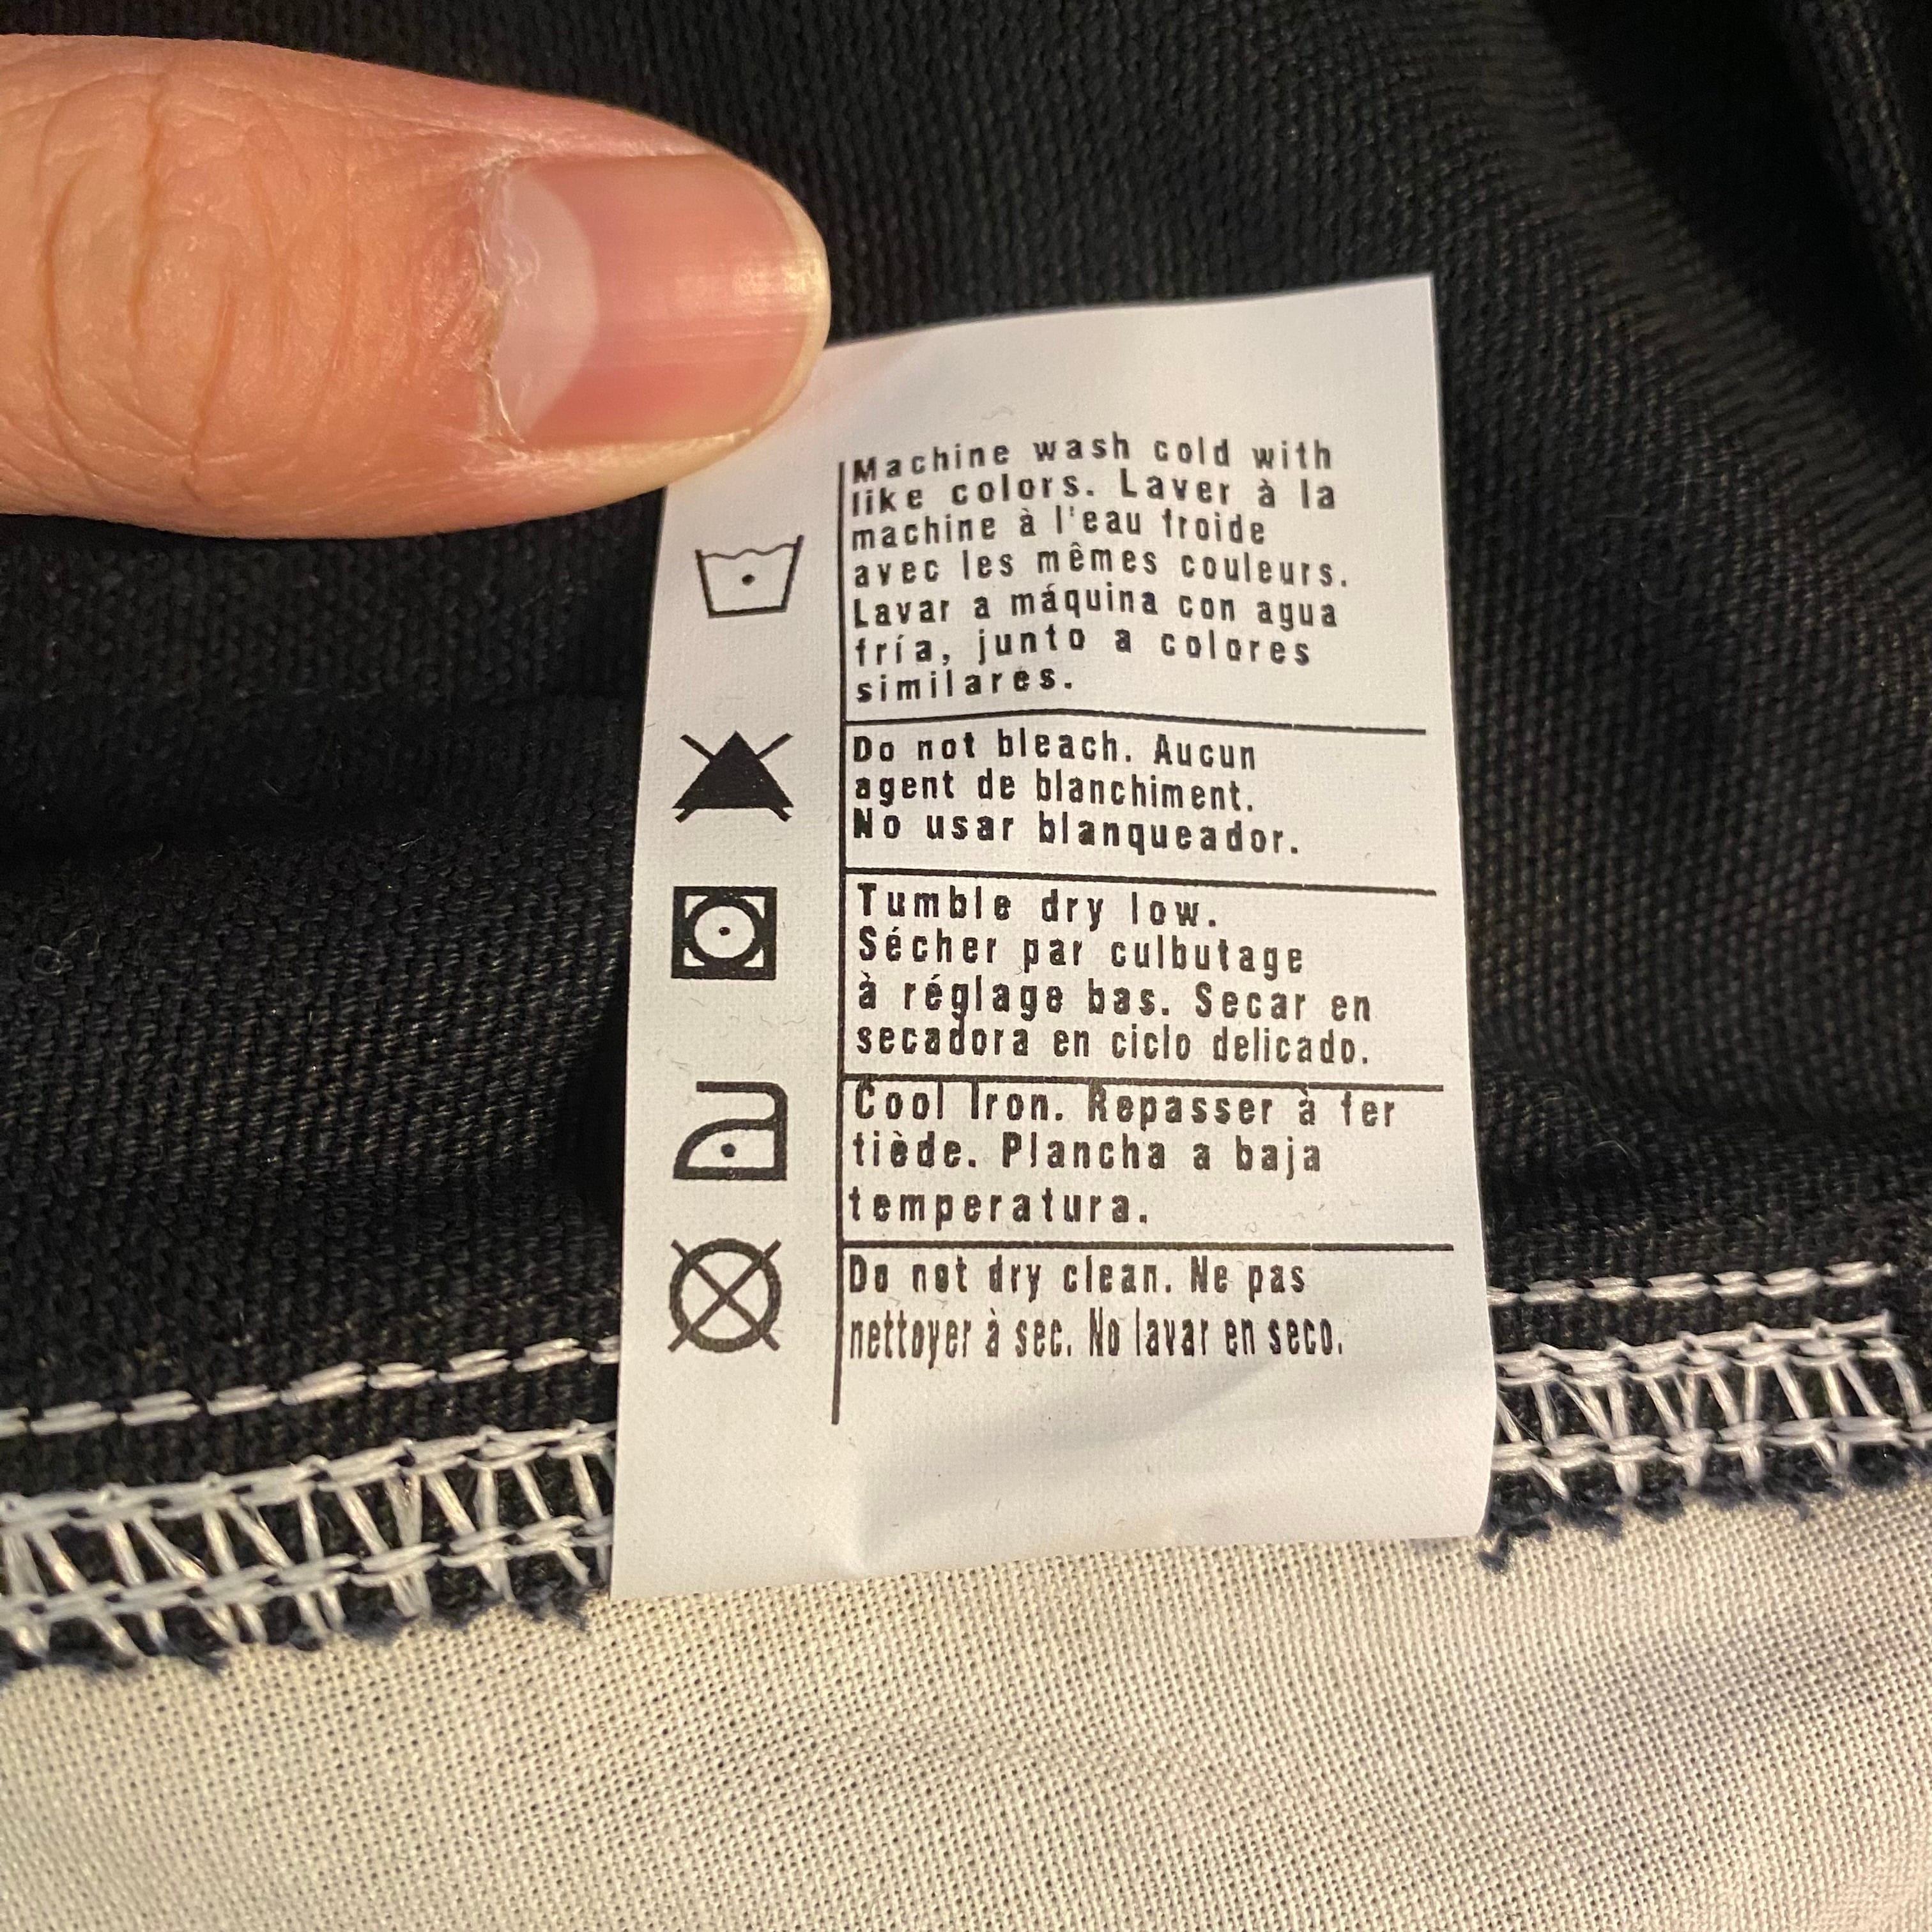 Machine wash cold with
like colors. Laver à la
machine à l'eau froide
avec les mêmes couleurs.
Lavar a máquina con agua
fría, junto a colores
similares.
Do not bleach. Aucun
agent de blanchiment.
No usar blanqueador.
Tumble dry low.
Sécher par culbutage
à réglage bas. Secar en
secadora en ciclo delicado.
Cool Iron. Repasser à fer
tiède. Plancha a baja
temperatura.
Do not dry clean. Ne pas
nettoyer à sec. No lavar en seco.